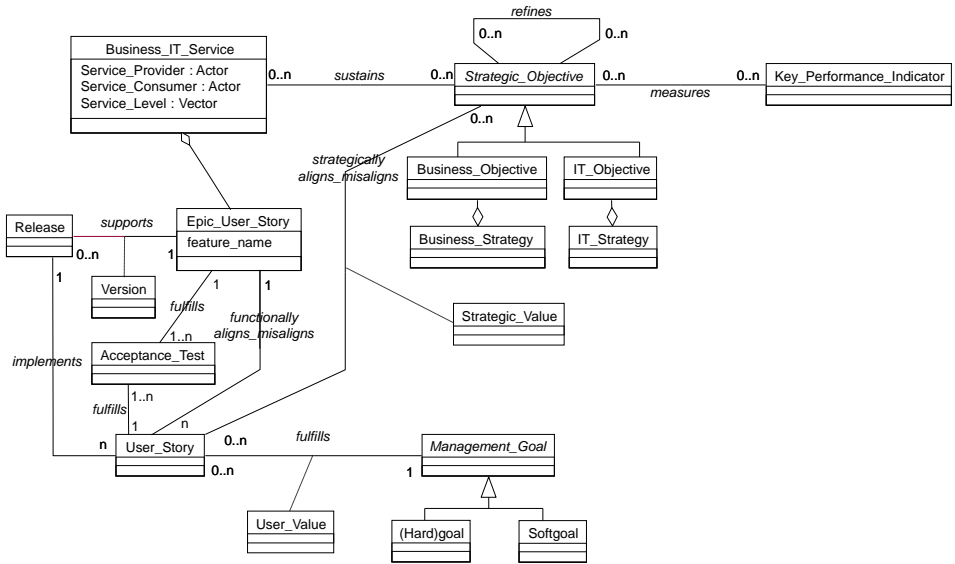 refines
0..n
0..n
Business_IT_Service
Service_Provider : Actor
Service_Consumer : Actor
Service_Level : Vector
0..n
sustains
0..n
Strategic_Objective
0..n
0..n
measures
Key_Performance_Indicator
0..n
strategically
aligns_misaligns
Business_Objective
IT_Objective
Business_Strategy
IT_Strategy
Release
supports
0..n
1
Epic_User_Story
feature_name
1
Version
1
1
fulfills
functionally
aligns_misaligns
Strategic_Value
1..n
Acceptance_Test
implements
1..n
fulfills
1
n
n
User_Story
0..n
0..n
fulfills
1
Management_Goal
User_Value
(Hard)goal
Softgoal